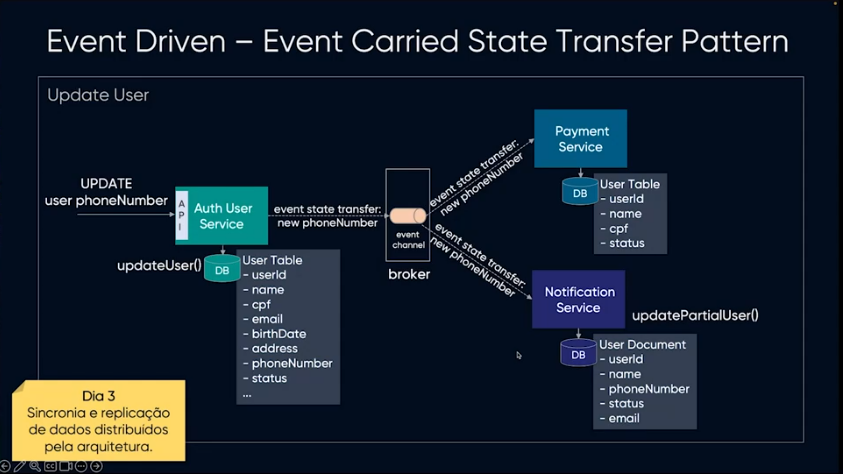 Event Driven – Event Carried State Transfer Pattern
Update User
UPDATE
user phoneNumber
API
Auth User
Service
updateUser()
DB
User Table
- userId
- name
- cpf
- email
- birthDate
- address
- phoneNumber
- status
...
event state transfer:
new phoneNumber
event
channel
broker
event state transfer:
new phoneNumber
event state transfer:
new phoneNumber
Payment
Service
DB
User Table
- userId
- name
- cpf
- status
Notification
Service
updatePartialUser()
DB
User Document
- userId
- name
- phoneNumber
- status
- email
Dia 3
Sincronia e replicação
de dados distribuídos
pela arquitetura.